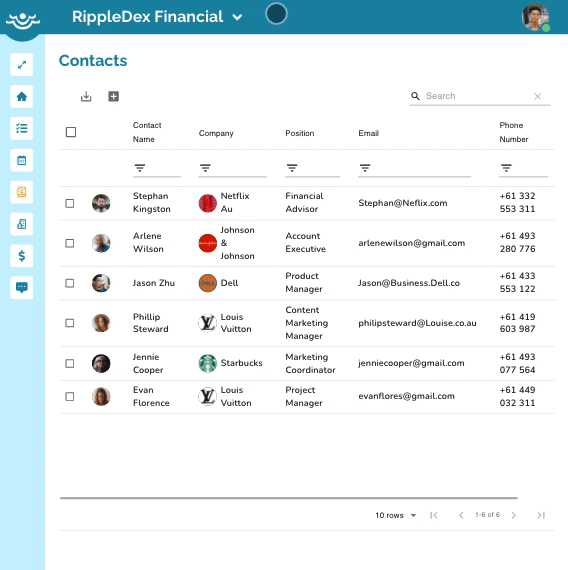 RippleDex Financial
Contacts
Search
Contact Name Company Position Email Phone Number
Stephan Kingston Netflix Au Financial Advisor Stephan@Neflix.com +61 332 553 311
Arlene Wilson Johnson & Johnson Account Executive arlenewilson@gmail.com +61 493 280 776
Jason Zhu DELL Dell Product Manager Jason@Business.Dell.co +61 433 553 122
Phillip Steward LV Louis Vuitton Content Marketing Manager philipsteward@Louise.co.au +61 419 603 987
Jennie Cooper Starbucks Marketing Coordinator jenniecooper@gmail.com +61 493 077 564
Evan Florence LV Louis Vuitton Project Manager evanflores@gmail.com +61 449 032 311
10 rows 1-6 of 6